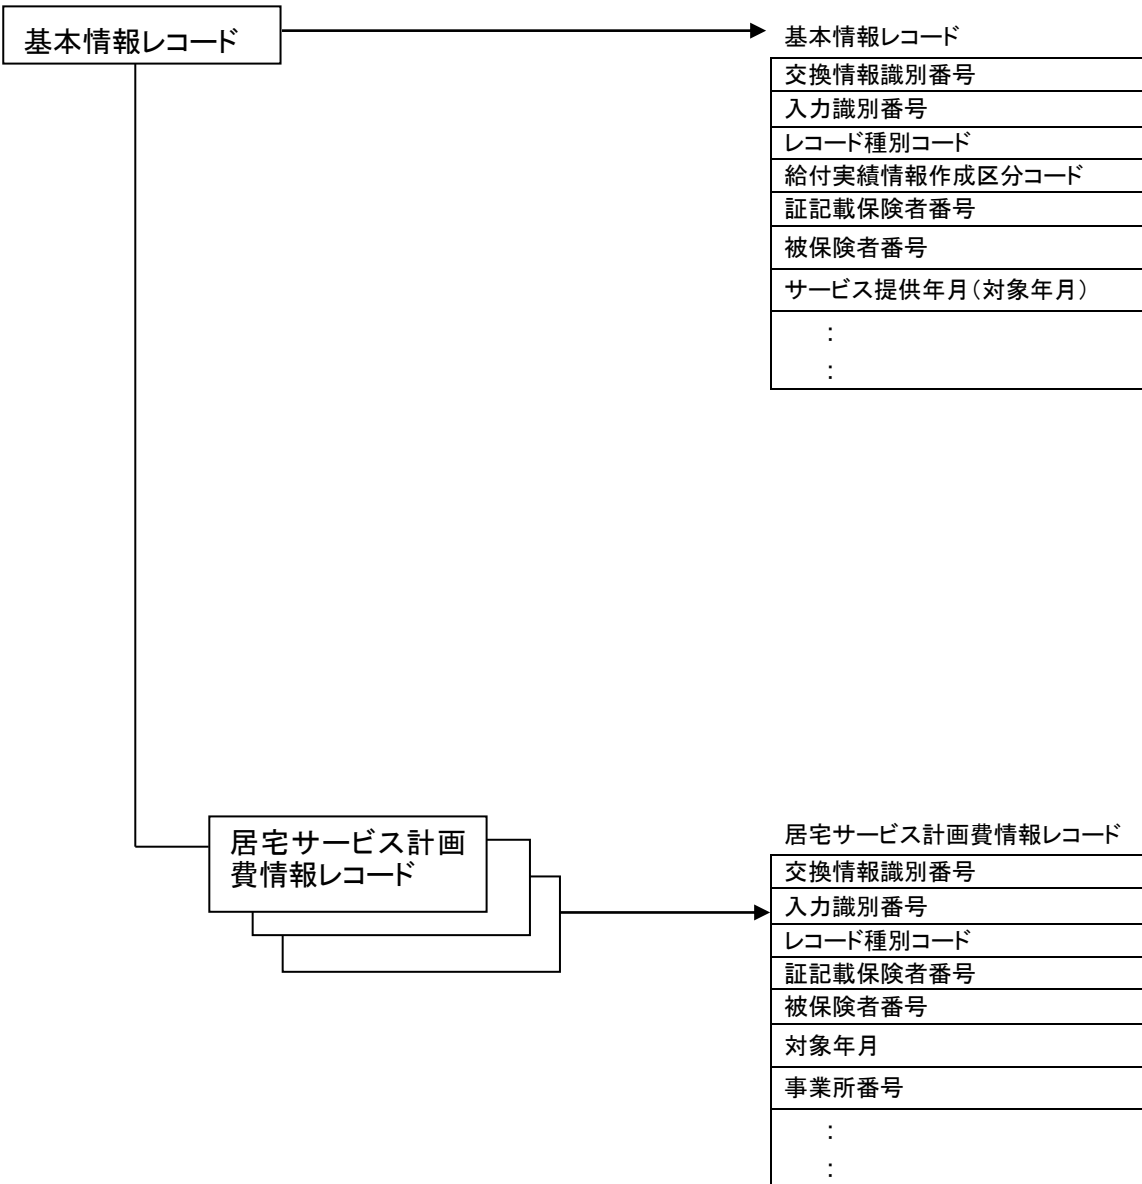 基本情報レコード
基本情報レコード
交換情報識別番号
入力識別番号
レコード種別コード
給付実績情報作成区分コード
証記載保険者番号
被保険者番号
サービス提供年月(対象年月)
:
:
居宅サービス計画
費情報レコード
居宅サービス計画費情報レコード
交換情報識別番号
入力識別番号
レコード種別コード
証記載保険者番号
被保険者番号
対象年月
事業所番号
:
: